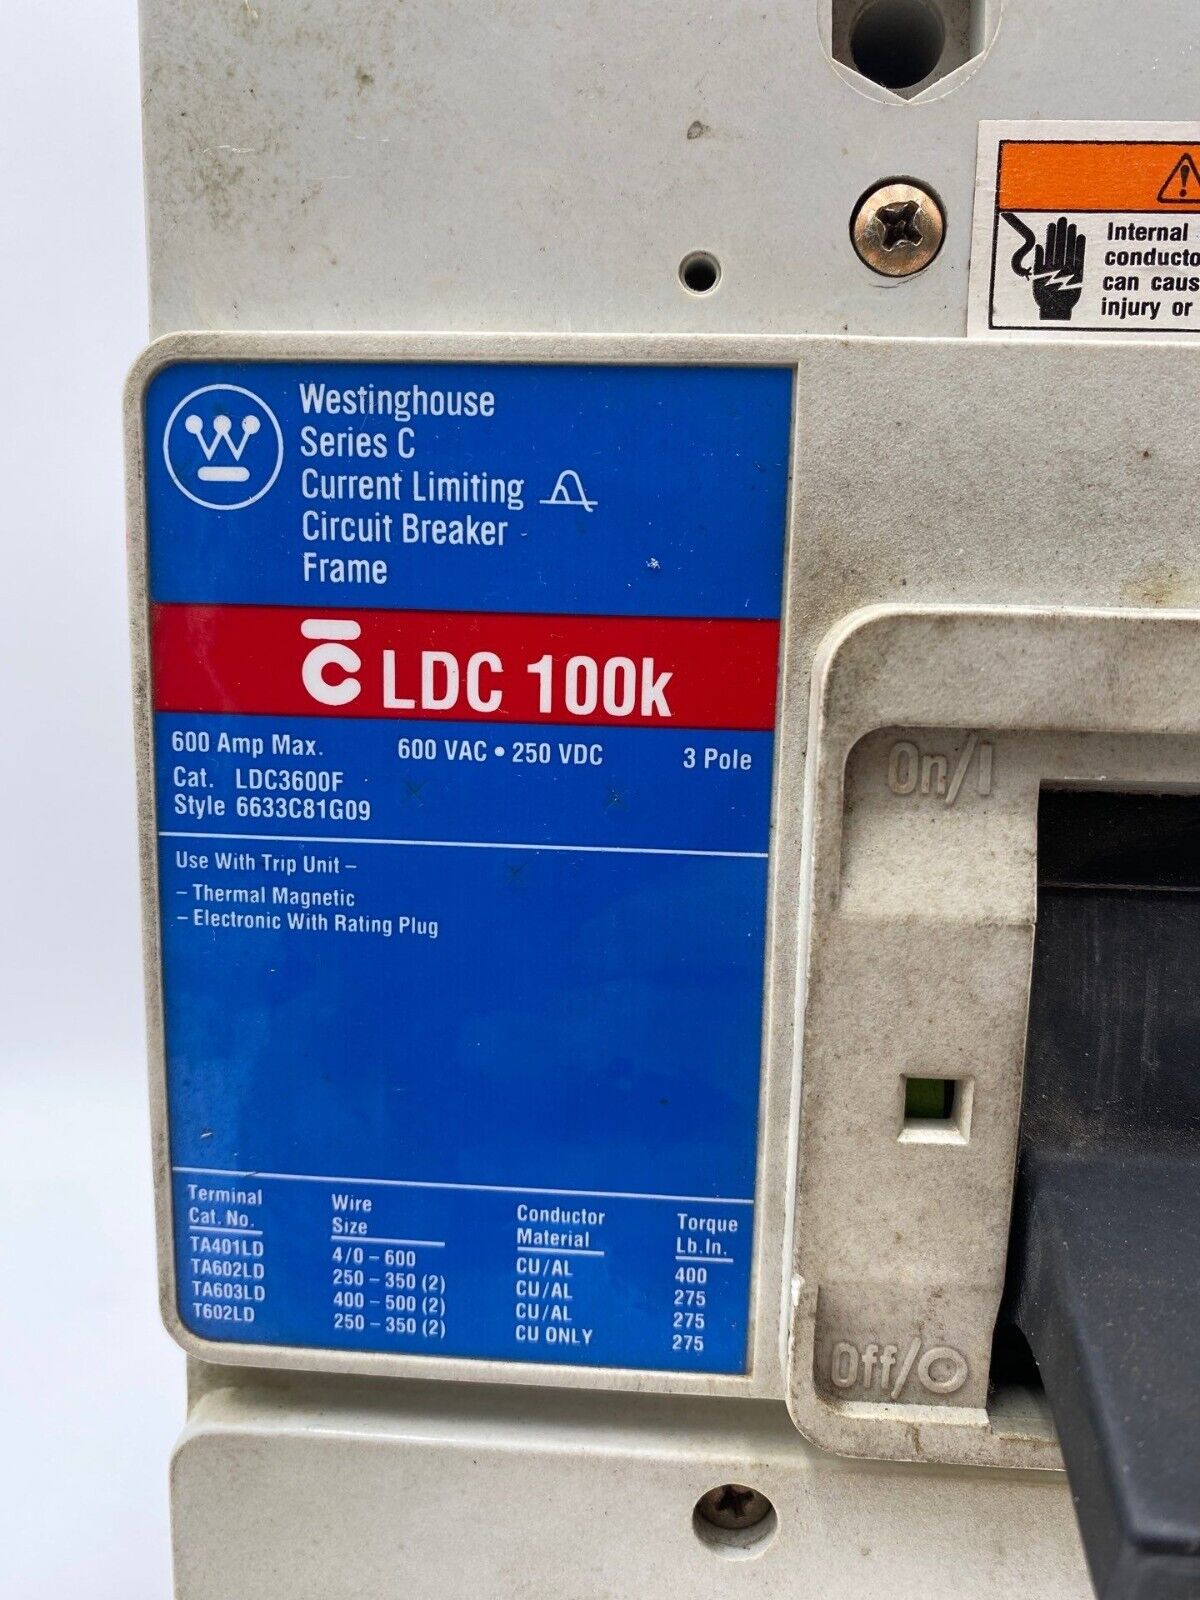 Internal
conducto
can caus
injury or
Westinghouse
Series C
Current Limiting
Circuit Breaker
Frame
C LDC 100k
600 Amp Max. 600 VAC • 250 VDC 3 Pole
Cat. LDC3600F
Style 6633C81G09
Use With Trip Unit –
– Thermal Magnetic
– Electronic With Rating Plug
Terminal Cat. No. Wire Size Conductor Material Torque Lb.In.
TA401LD 4/0 – 600 CU/AL 400
TA602LD 250 – 350 (2) CU/AL 275
TA603LD 400 – 500 (2) CU/AL 275
T602LD 250 – 350 (2) CU ONLY 275
On/I
Off/O